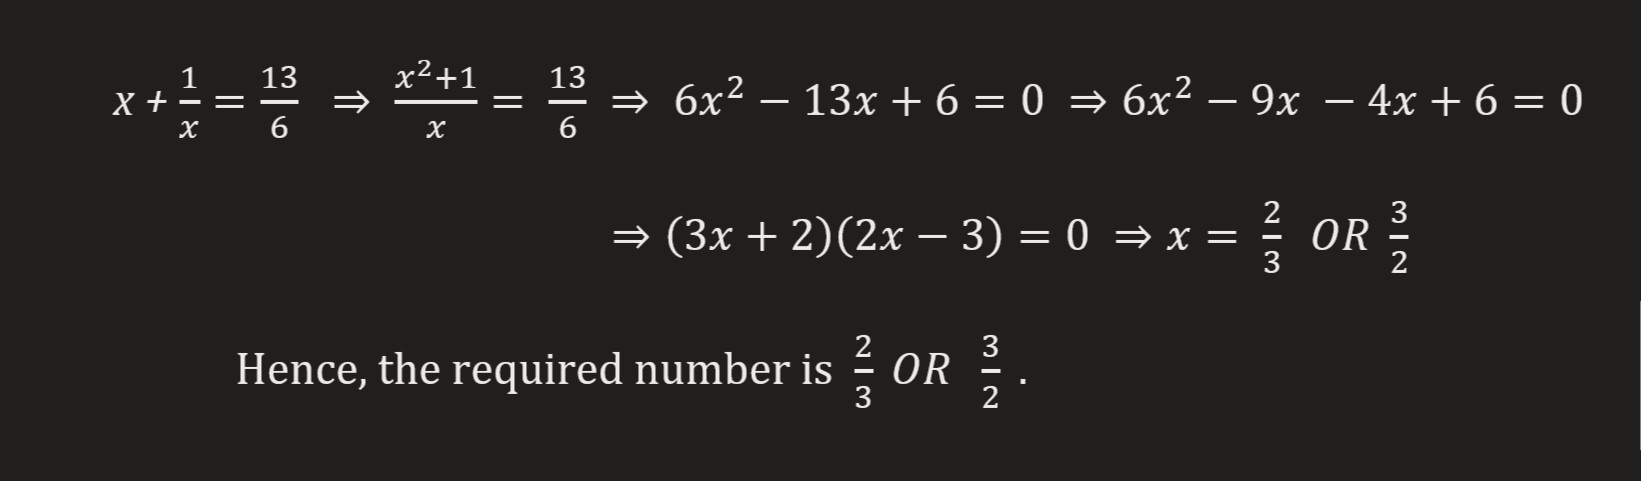 x + 1/x = 13/6 ⇒ x²+1/x = 13/6 ⇒ 6x² − 13x + 6 = 0 ⇒ 6x² − 9x − 4x + 6 = 0
⇒ (3x + 2)(2x − 3) = 0 ⇒ x = 2/3 OR 3/2
Hence, the required number is 2/3 OR 3/2 .